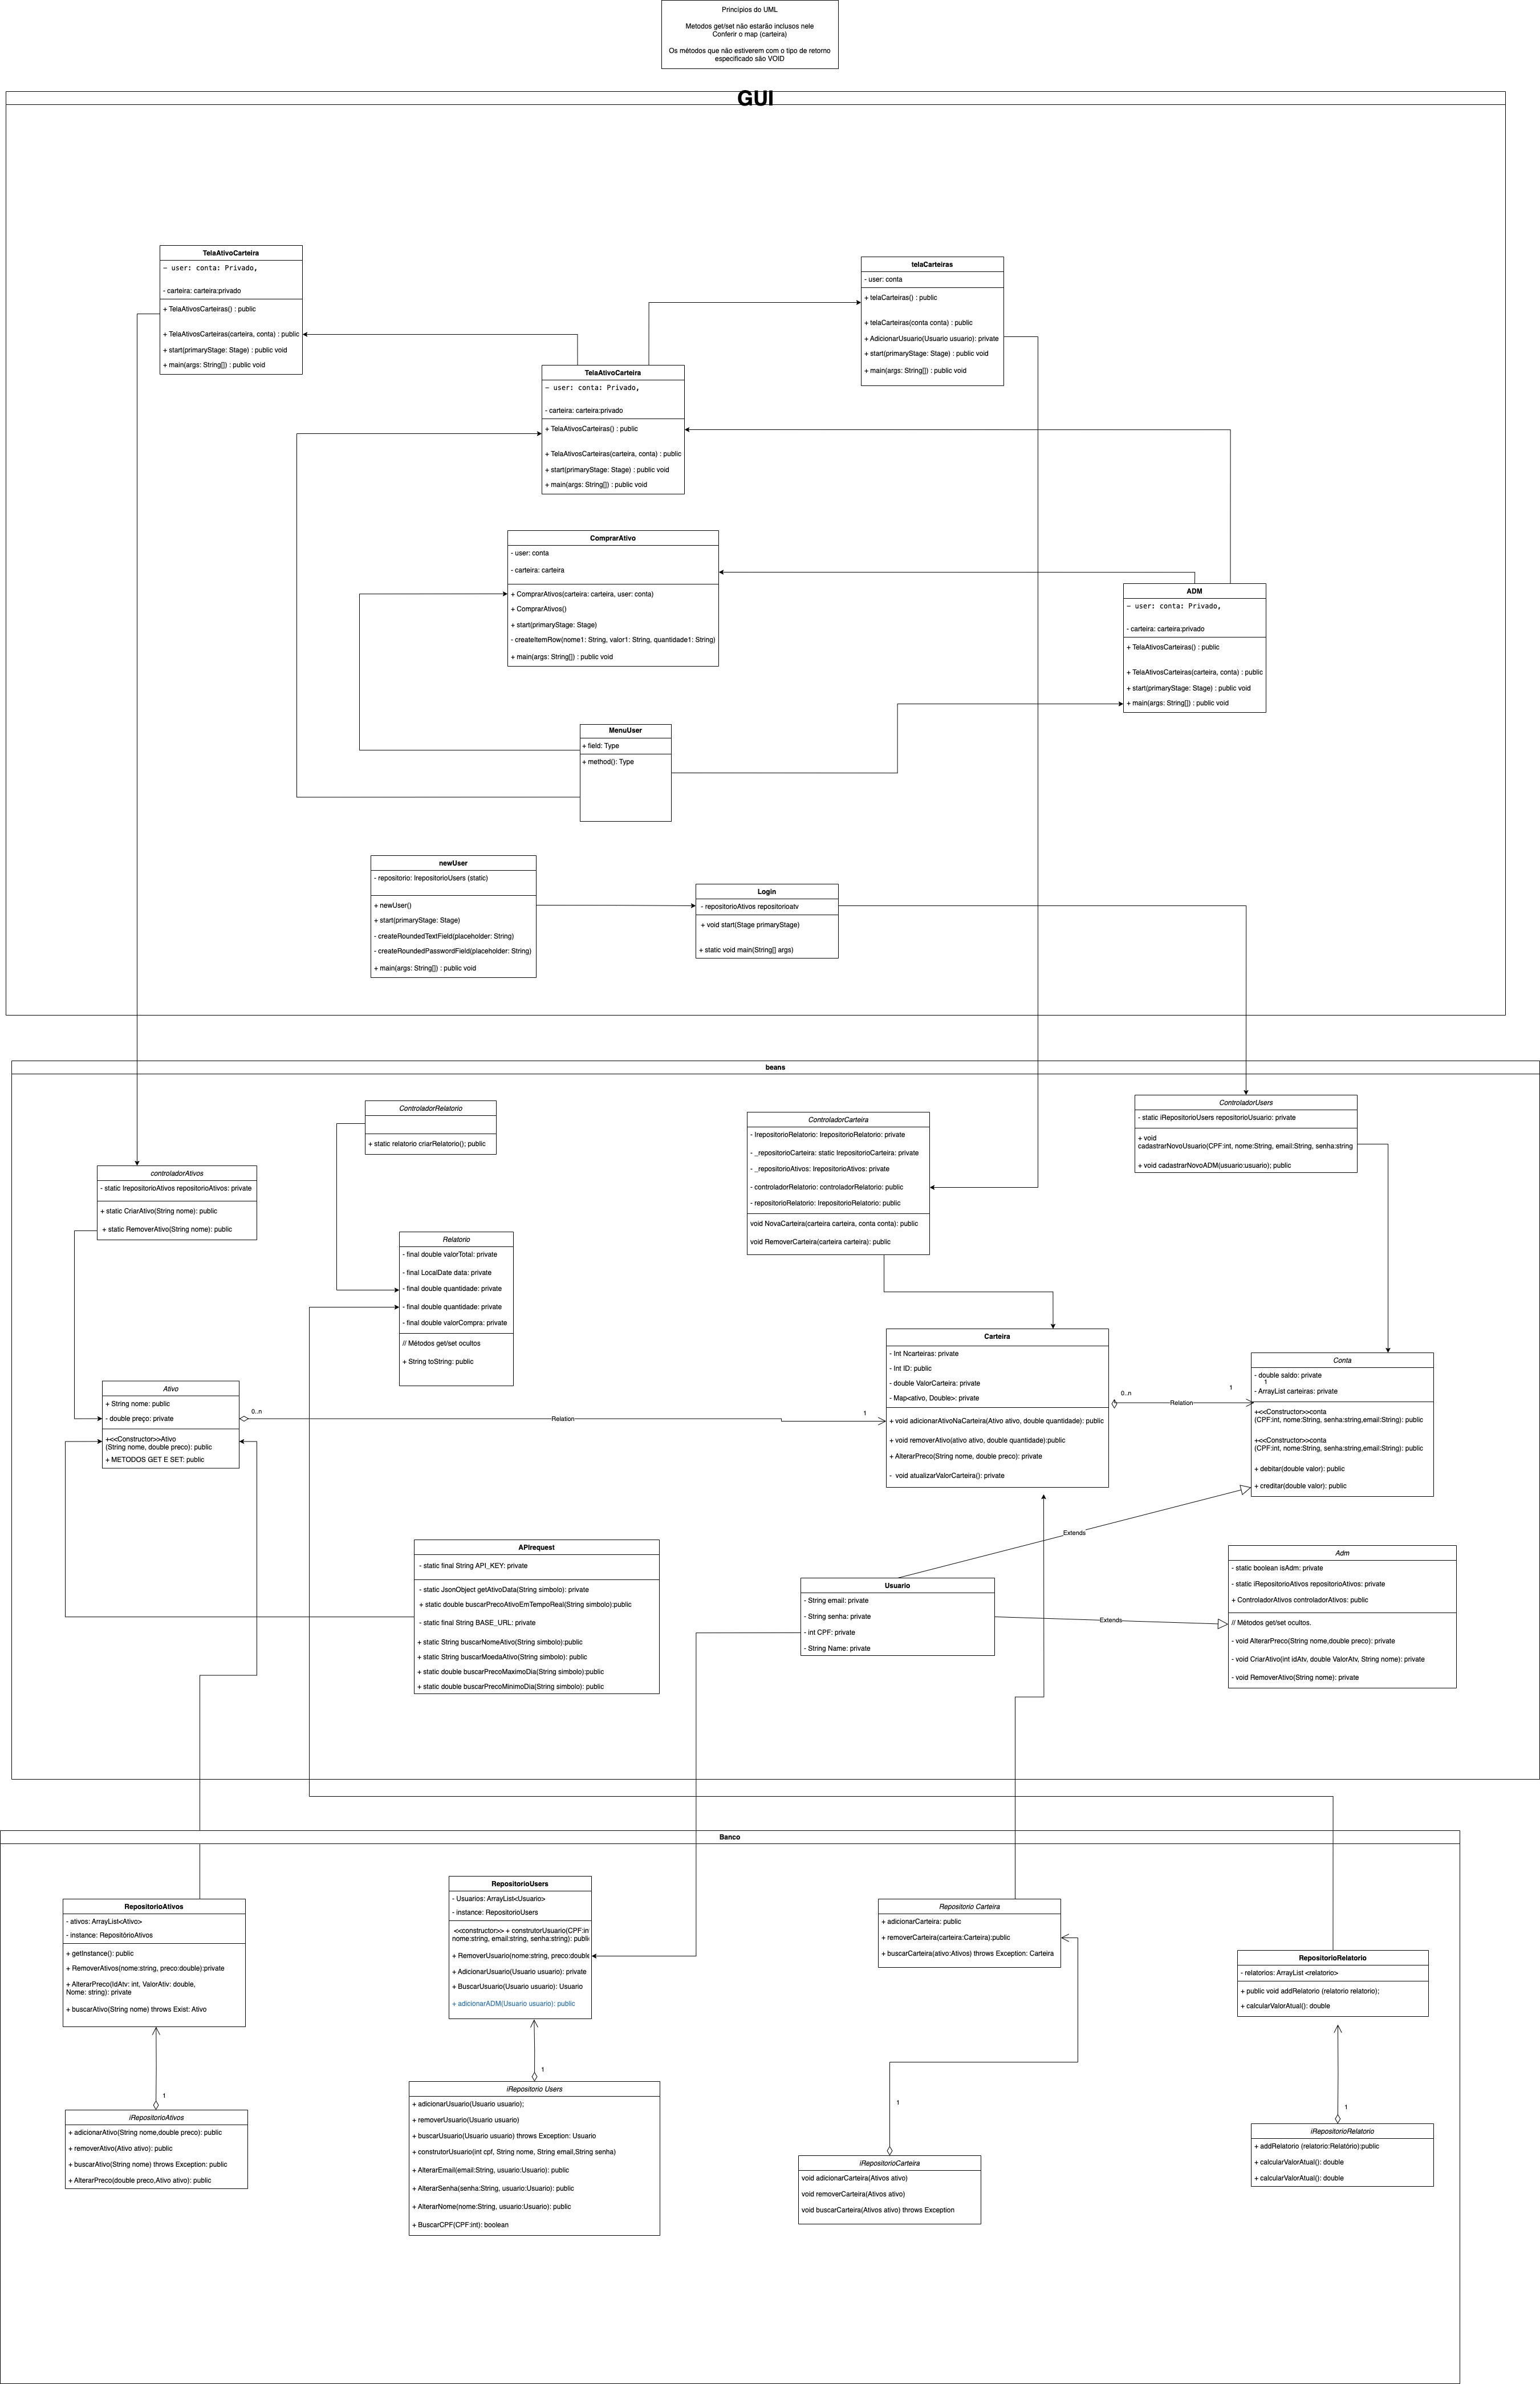 Princípios do UML
Metodos get/set não estarão inclusos nele
Conferir o map (carteira)
Os métodos que não estiverem com o tipo de retorno
especificado são VOID
GUI
TelaAtivoCarteira
- user: conta: Privado,
- carteira: carteira:privado
+ TelaAtivosCarteiras() : public
+ TelaAtivosCarteiras(carteira, conta) : public
+ start(primaryStage: Stage) : public void
+ main(args: String[]) : public void
telaCarteiras
- user: conta
+ telaCarteiras() : public
+ telaCarteiras(conta conta) : public
+ AdicionarUsuario(Usuario usuario): private
+ start(primaryStage: Stage) : public void
+ main(args: String[]) : public void
TelaAtivoCarteira
- user: conta: Privado,
- carteira: carteira:privado
+ TelaAtivosCarteiras() : public
+ TelaAtivosCarteiras(carteira, conta) : public
+ start(primaryStage: Stage) : public void
+ main(args: String[]) : public void
ComprarAtivo
- user: conta
- carteira: carteira
+ ComprarAtivos(carteira: carteira, user: conta)
+ ComprarAtivos()
+ start(primaryStage: Stage)
- createItemRow(nome1: String, valor1: String, quantidade1: String)
+ main(args: String[]) : public void
ADM
- user: conta: Privado,
- carteira: carteira:privado
+ TelaAtivosCarteiras() : public
+ TelaAtivosCarteiras(carteira, conta) : public
+ start(primaryStage: Stage) : public void
+ main(args: String[]) : public void
MenuUser
+ field: Type
+ method(): Type
newUser
- repositorio: IrepositorioUsers (static)
+ newUser()
+ start(primaryStage: Stage)
- createRoundedTextField(placeholder: String)
- createRoundedPasswordField(placeholder: String)
+ main(args: String[]) : public void
Login
- repositorioAtivos repositorioatv
+ void start(Stage primaryStage)
+ static void main(String[] args)
beans
ControladorRelatorio
+ static relatorio criarRelatorio(); public
ControladorCarteira
- IrepositorioRelatorio: IrepositorioRelatorio: private
- _repositorioCarteira: static IrepositorioCarteira: private
- _repositorioAtivos: IrepositorioAtivos: private
- controladorRelatorio: controladorRelatorio: public
- repositorioRelatorio: IrepositorioRelatorio: public
void NovaCarteira(carteira carteira, conta conta): public
void RemoverCarteira(carteira carteira): public
ControladorUsers
- static iRepositorioUsers repositorioUsuario: private
+ void
cadastrarNovoUsuario(CPF:int, nome:String, email:String, senha:string
+ void cadastrarNovoADM(usuario:usuario); public
controladorAtivos
- static IrepositorioAtivos repositorioAtivos: private
+ static CriarAtivo(String nome): public
+ static RemoverAtivo(String nome): public
Relatorio
- final double valorTotal: private
- final LocalDate data: private
- final double quantidade: private
- final double quantidade: private
- final double valorCompra: private
// Métodos get/set ocultos
+ String toString: public
Carteira
- Int Ncarteiras: private
- Int ID: public
- double ValorCarteira: private
- Map<ativo, Double>: private
+ void adicionarAtivoNaCarteira(Ativo ativo, double quantidade): public
+ void removerAtivo(ativo ativo, double quantidade):public
+ AlterarPreco(String nome, double preco): private
- void atualizarValorCarteira(): private
0..n
Relation
1
Conta
- double saldo: private
1
- ArrayList carteiras: private
+<<Constructor>>conta
(CPF:int, nome:String, senha:string,email:String): public
+<<Constructor>>conta
(CPF:int, nome:String, senha:string,email:String): public
+ debitar(double valor): public
+ creditar(double valor): public
Ativo
+ String nome: public
- double preço: private
+<<Constructor>>Ativo
(String nome, double preco): public
+ METODOS GET E SET: public
0..n
Relation
1
Extends
APIrequest
- static final String API_KEY: private
- static JsonObject getAtivoData(String simbolo): private
+ static double buscarPrecoAtivoEmTempoReal(String simbolo):public
- static final String BASE_URL: private
+ static String buscarNomeAtivo(String simbolo):public
+ static String buscarMoedaAtivo(String simbolo): public
+ static double buscarPrecoMaximoDia(String simbolo):public
+ static double buscarPrecoMinimoDia(String simbolo): public
Usuario
- String email: private
- String senha: private
- int CPF: private
- String Name: private
Extends
Adm
- static boolean isAdm: private
- static iRepositorioAtivos repositorioAtivos: private
+ ControladorAtivos controladorAtivos: public
// Métodos get/set ocultos.
- void AlterarPreco(String nome,double preco): private
- void CriarAtivo(int idAtv, double ValorAtv, String nome): private
- void RemoverAtivo(String nome): private
Banco
RepositorioAtivos
- ativos: ArrayList<Ativo>
- instance: RepositórioAtivos
+ getInstance(): public
+ RemoverAtivos(nome:string, preco:double):private
+ AlterarPreco(IdAtv: int, ValorAtiv: double,
Nome: string): private
+ buscarAtivo(String nome) throws Exist: Ativo
RepositorioUsers
- Usuarios: ArrayList<Usuario>
- instance: RepositorioUsers
<<constructor>> + construtorUsuario(CPF:int
nome:string, email:string, senha:string): public
+ RemoverUsuario(nome:string, preco:double
+ AdicionarUsuario(Usuario usuario): private
+ BuscarUsuario(Usuario usuario): Usuario
+ adicionarADM(Usuario usuario): public
Repositorio Carteira
+ adicionarCarteira: public
+ removerCarteira(carteira:Carteira):public
+ buscarCarteira(ativo:Ativos) throws Exception: Carteira
RepositorioRelatorio
- relatorios: ArrayList <relatorio>
+ public void addRelatorio (relatorio relatorio);
+ calcularValorAtual(): double
1
iRepositorioAtivos
+ adicionarAtivo(String nome,double preco): public
+ removerAtivo(Ativo ativo): public
+ buscarAtivo(String nome) throws Exception: public
+ AlterarPreco(double preco,Ativo ativo): public
1
iRepositorio Users
+ adicionarUsuario(Usuario usuario);
+ removerUsuario(Usuario usuario)
+ buscarUsuario(Usuario usuario) throws Exception: Usuario
+ construtorUsuario(int cpf, String nome, String email,String senha)
+ AlterarEmail(email:String, usuario:Usuario): public
+ AlterarSenha(senha:String, usuario:Usuario): public
+ AlterarNome(nome:String, usuario:Usuario): public
+ BuscarCPF(CPF:int): boolean
1
iRepositorioCarteira
void adicionarCarteira(Ativos ativo)
void removerCarteira(Ativos ativo)
void buscarCarteira(Ativos ativo) throws Exception
1
iRepositorioRelatorio
+ addRelatorio (relatorio:Relatório):public
+ calcularValorAtual(): double
+ calcularValorAtual(): double